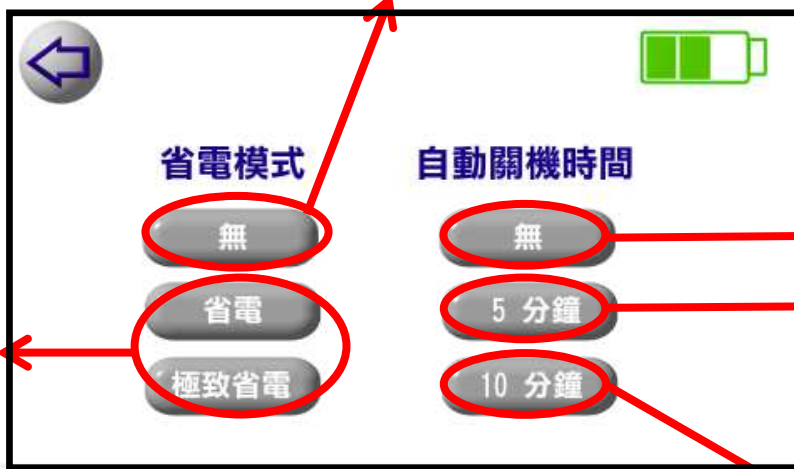 省電模式
自動關機時間
無
無
省電
5 分鐘
極致省電
10 分鐘